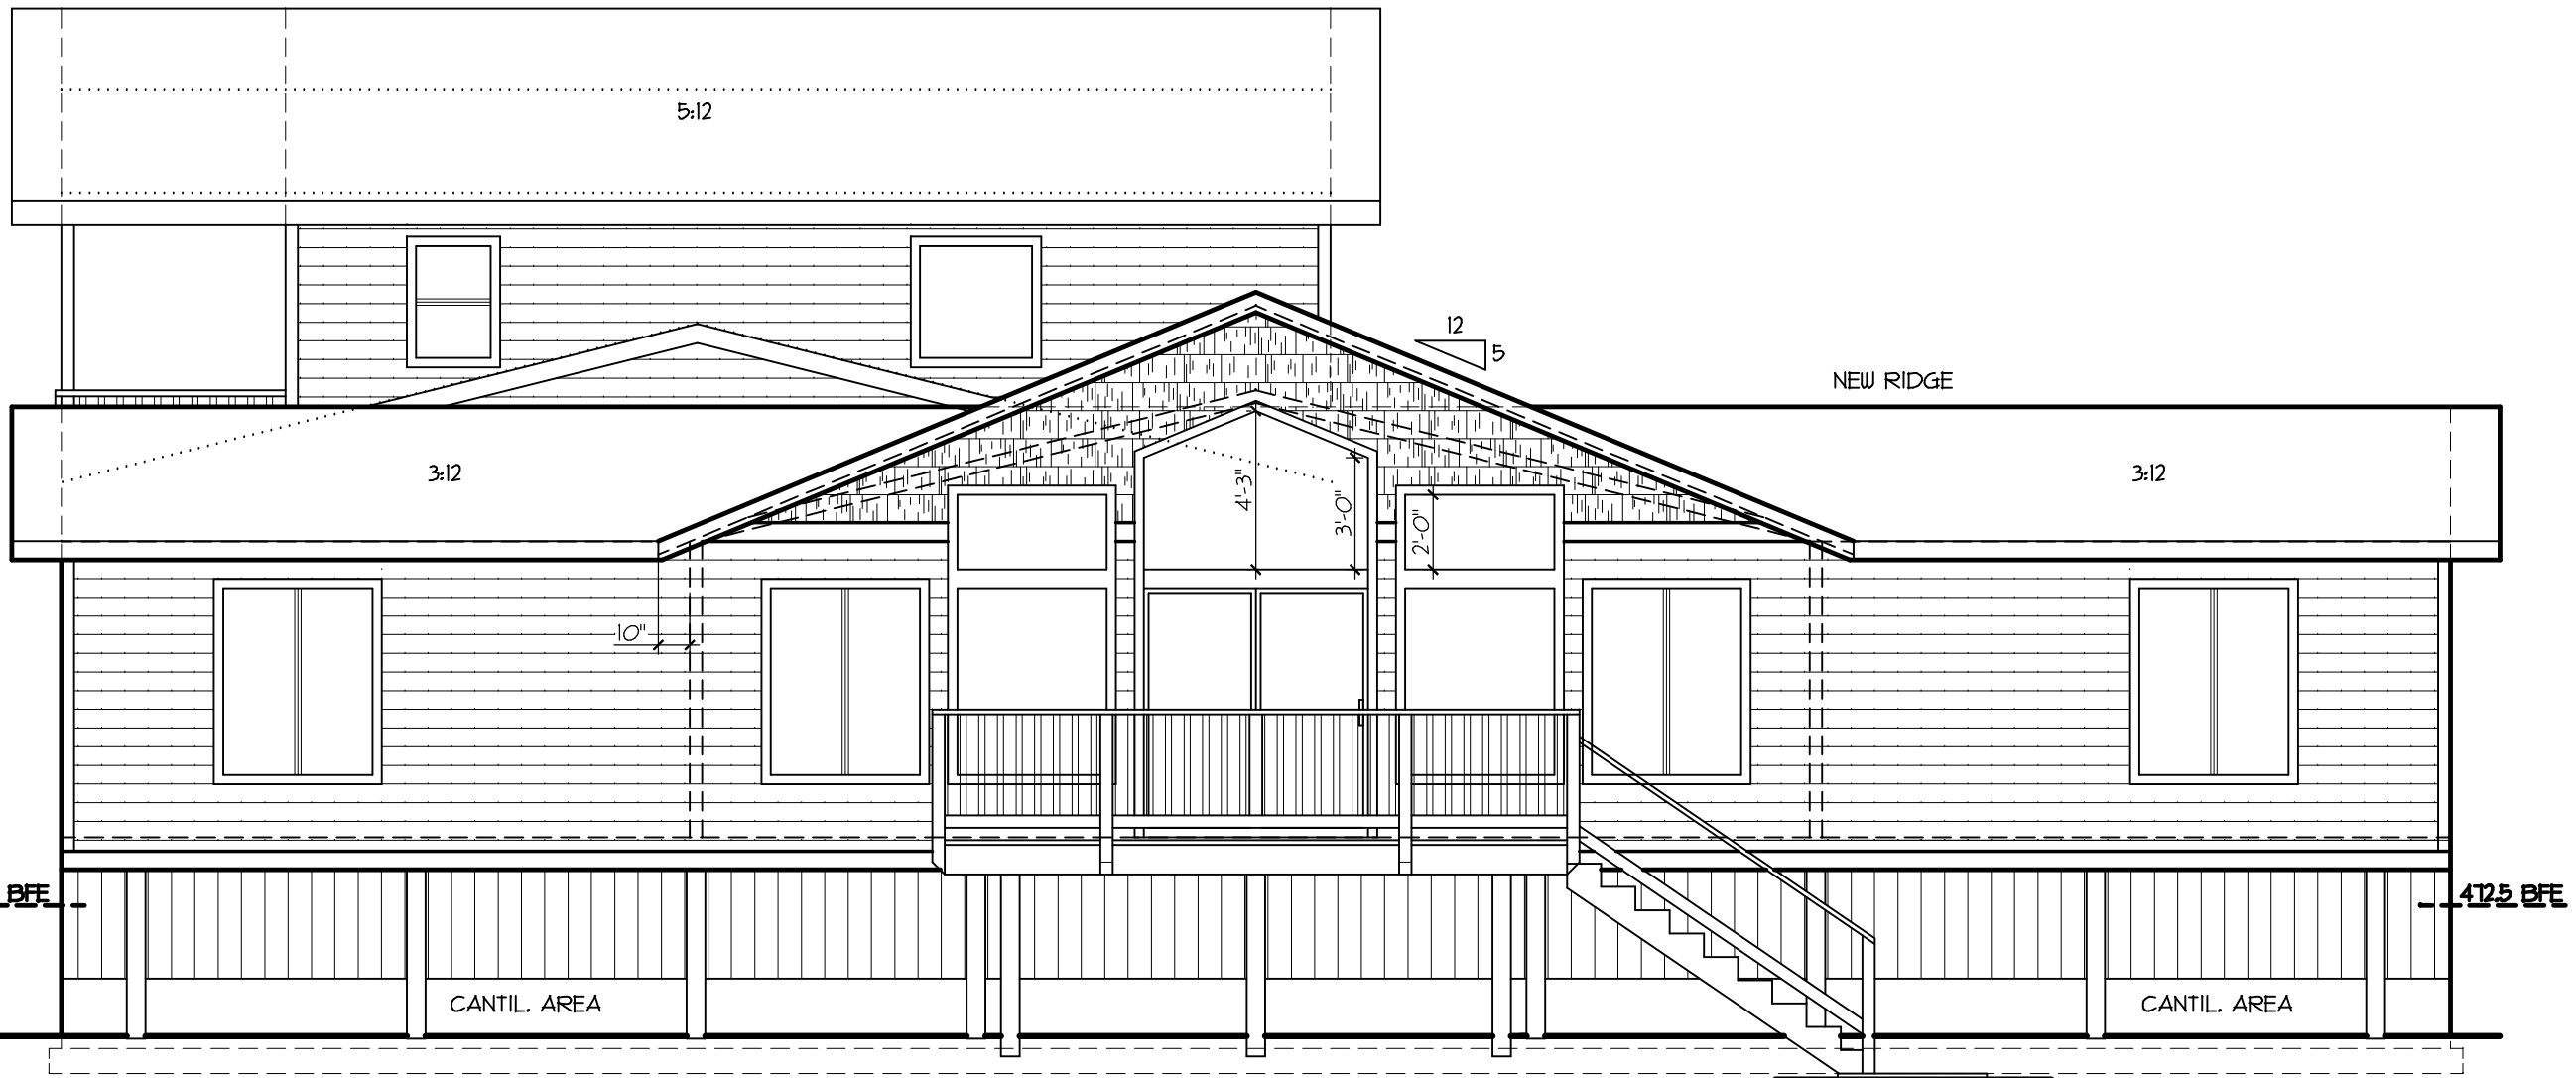 5:12
12
5
NEW RIDGE
3:12
3:12
4'-3"
3'-0"
2'-0"
10"
BFE
472.5 BFE
CANTIL. AREA
CANTIL. AREA